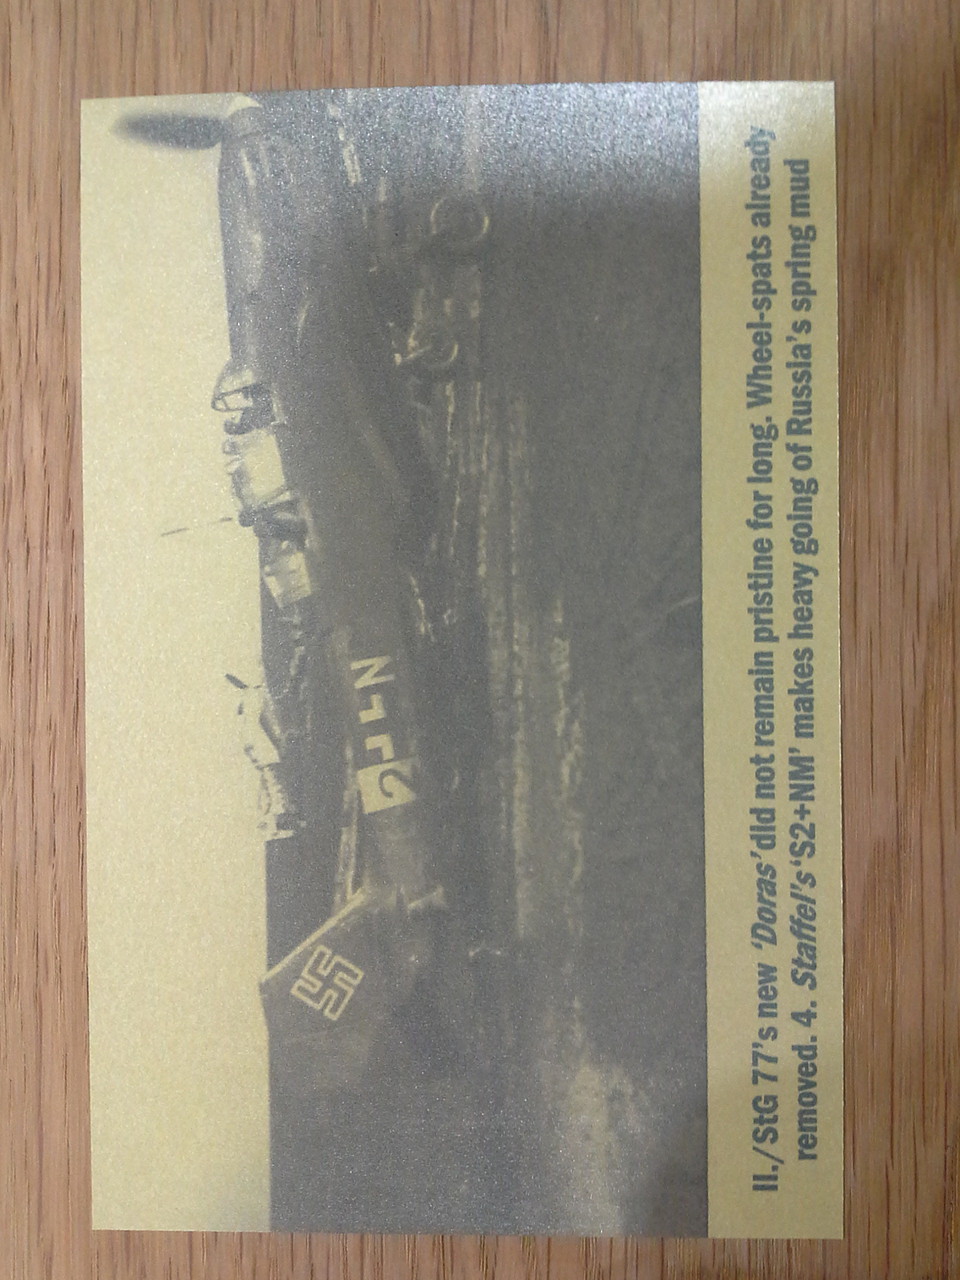 II./StG 77's new 'Doras' did not remain pristine for long. Wheel-spats already
removed. 4. Staffel's 'S2+NM' makes heavy going of Russia's spring mud